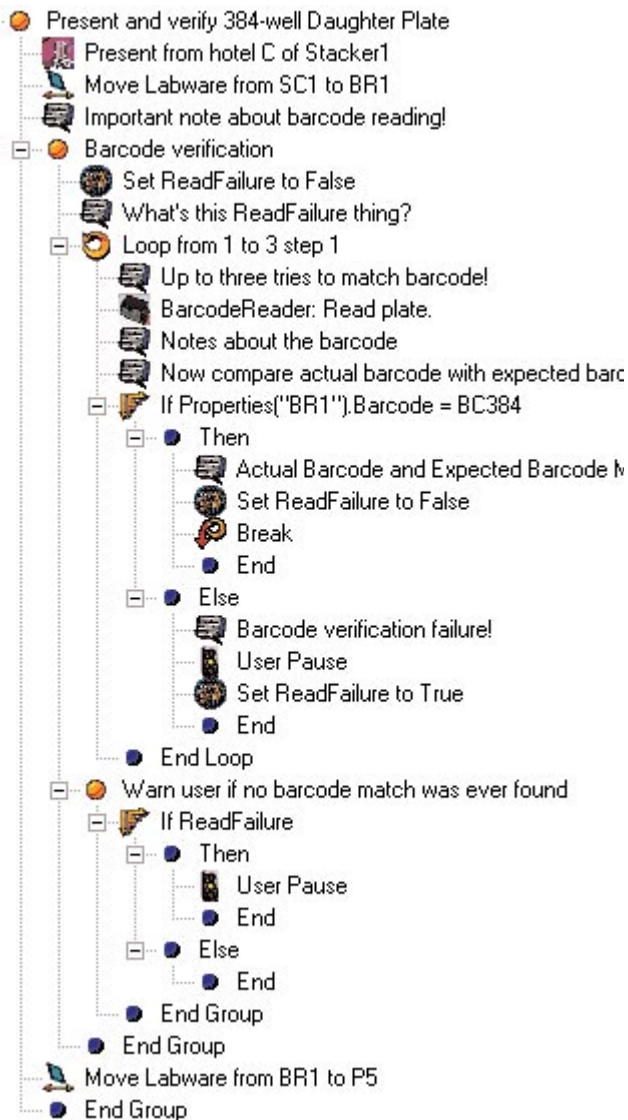 Present and verify 384-well Daughter Plate
Present from hotel C of Stacker1
Move Labware from SC1 to BR1
Important note about barcode reading!
Barcode verification
Set ReadFailure to False
What's this ReadFailure thing?
Loop from 1 to 3 step 1
Up to three tries to match barcode!
BarcodeReader: Read plate.
Notes about the barcode
Now compare actual barcode with expected barc
If Properties("BR1").Barcode = BC384
Then
Actual Barcode and Expected Barcode M
Set ReadFailure to False
Break
End
Else
Barcode verification failure!
User Pause
Set ReadFailure to True
End
End Loop
Warn user if no barcode match was ever found
If ReadFailure
Then
User Pause
End
Else
End
End Group
End Group
Move Labware from BR1 to P5
End Group